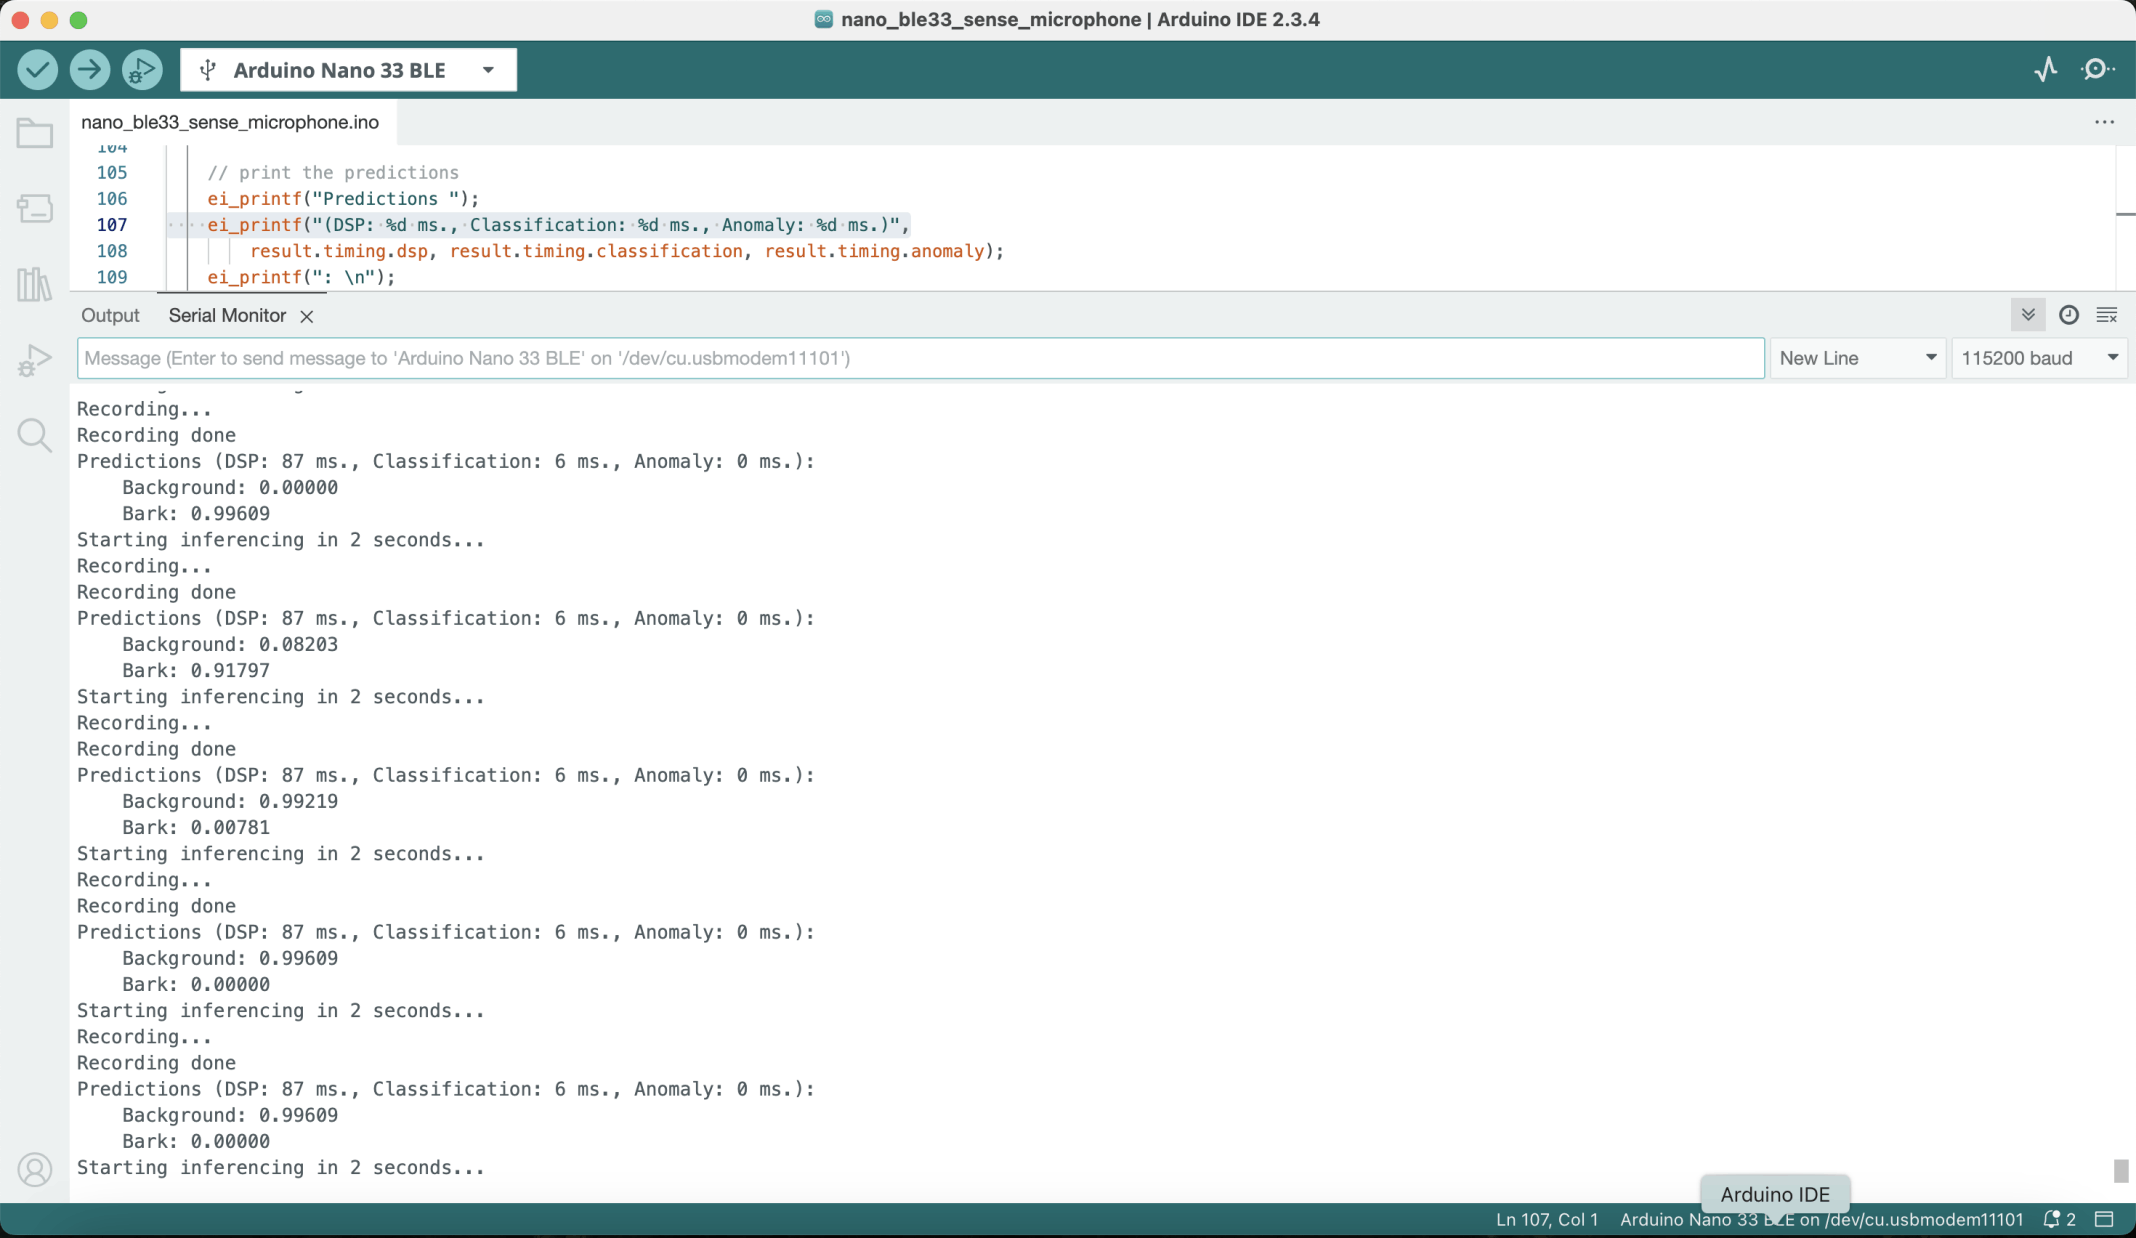 nano_ble33_sense_microphone | Arduino IDE 2.3.4
Arduino Nano 33 BLE
nano_ble33_sense_microphone.ino
...
104
105 // print the predictions
106 ei_printf("Predictions ");
107 ····ei_printf("(DSP:·%d·ms.,·Classification:·%d·ms.,·Anomaly:·%d·ms.)",
108 result.timing.dsp, result.timing.classification, result.timing.anomaly);
109 ei_printf(": \n");
Output Serial Monitor
Message (Enter to send message to 'Arduino Nano 33 BLE' on '/dev/cu.usbmodem11101') New Line 115200 baud
Recording...
Recording done
Predictions (DSP: 87 ms., Classification: 6 ms., Anomaly: 0 ms.):
Background: 0.00000
Bark: 0.99609
Starting inferencing in 2 seconds...
Recording...
Recording done
Predictions (DSP: 87 ms., Classification: 6 ms., Anomaly: 0 ms.):
Background: 0.08203
Bark: 0.91797
Starting inferencing in 2 seconds...
Recording...
Recording done
Predictions (DSP: 87 ms., Classification: 6 ms., Anomaly: 0 ms.):
Background: 0.99219
Bark: 0.00781
Starting inferencing in 2 seconds...
Recording...
Recording done
Predictions (DSP: 87 ms., Classification: 6 ms., Anomaly: 0 ms.):
Background: 0.99609
Bark: 0.00000
Starting inferencing in 2 seconds...
Recording...
Recording done
Predictions (DSP: 87 ms., Classification: 6 ms., Anomaly: 0 ms.):
Background: 0.99609
Bark: 0.00000
Starting inferencing in 2 seconds...
Arduino IDE
Ln 107, Col 1 Arduino Nano 33 BLE on /dev/cu.usbmodem11101 2